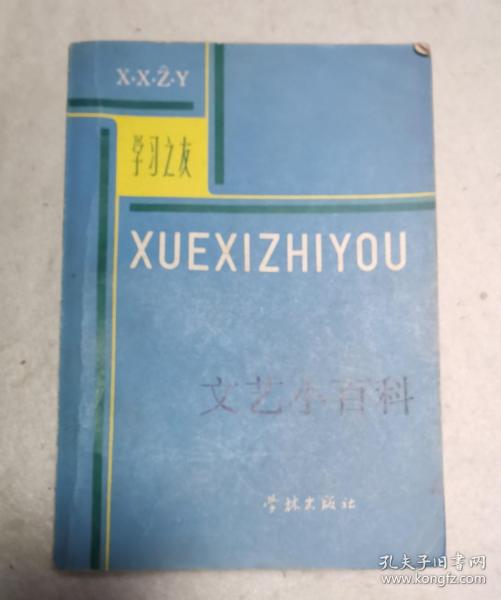 X·X·Ẑ·Y
学习之友
XUEXIZHIYOU
文艺小百科
学林出版社
孔夫子旧书网
www.kongfz.com